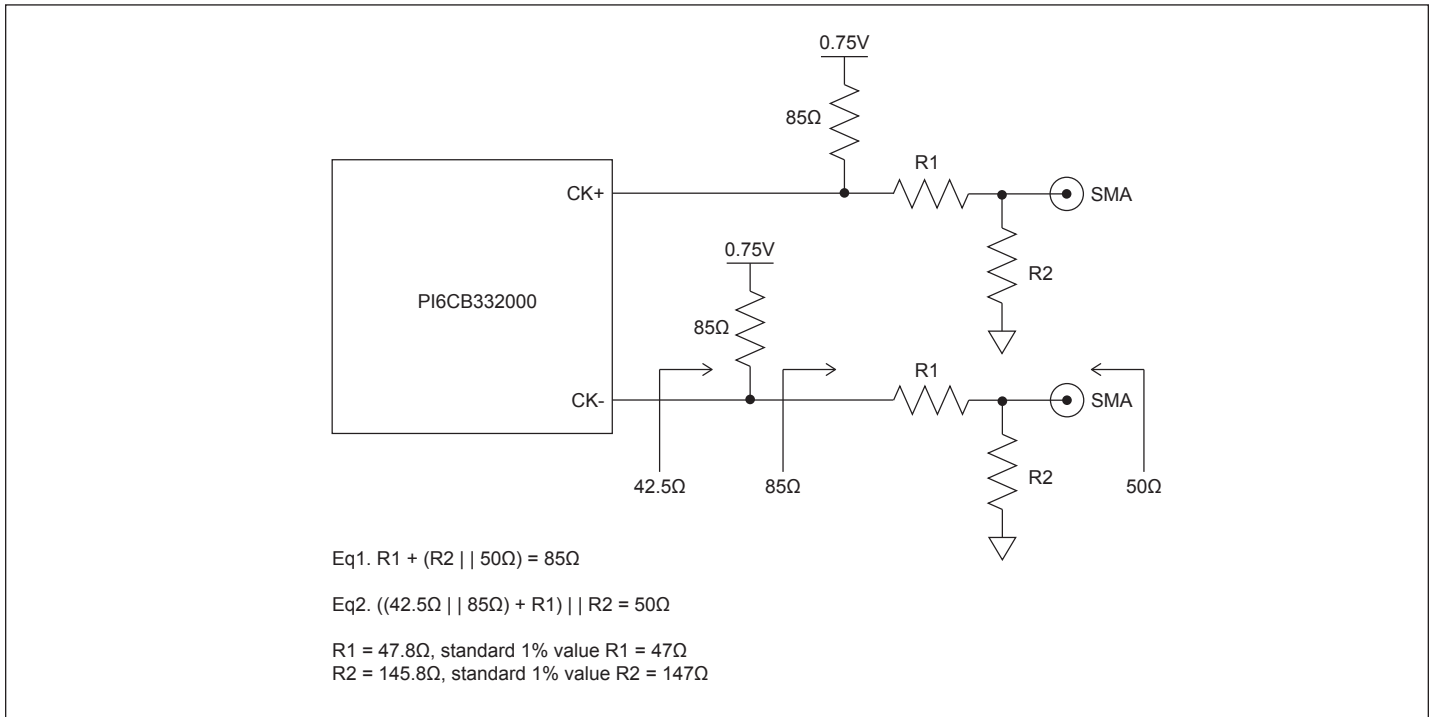 0.75V
85Ω
R1
CK+
SMA
R2
0.75V
PI6CB332000
85Ω
R1
CK-
SMA
R2
42.5Ω
85Ω
50Ω
Eq1. R1 + (R2 | | 50Ω) = 85Ω
Eq2. ((42.5Ω | | 85Ω) + R1) | | R2 = 50Ω
R1 = 47.8Ω, standard 1% value R1 = 47Ω
R2 = 145.8Ω, standard 1% value R2 = 147Ω